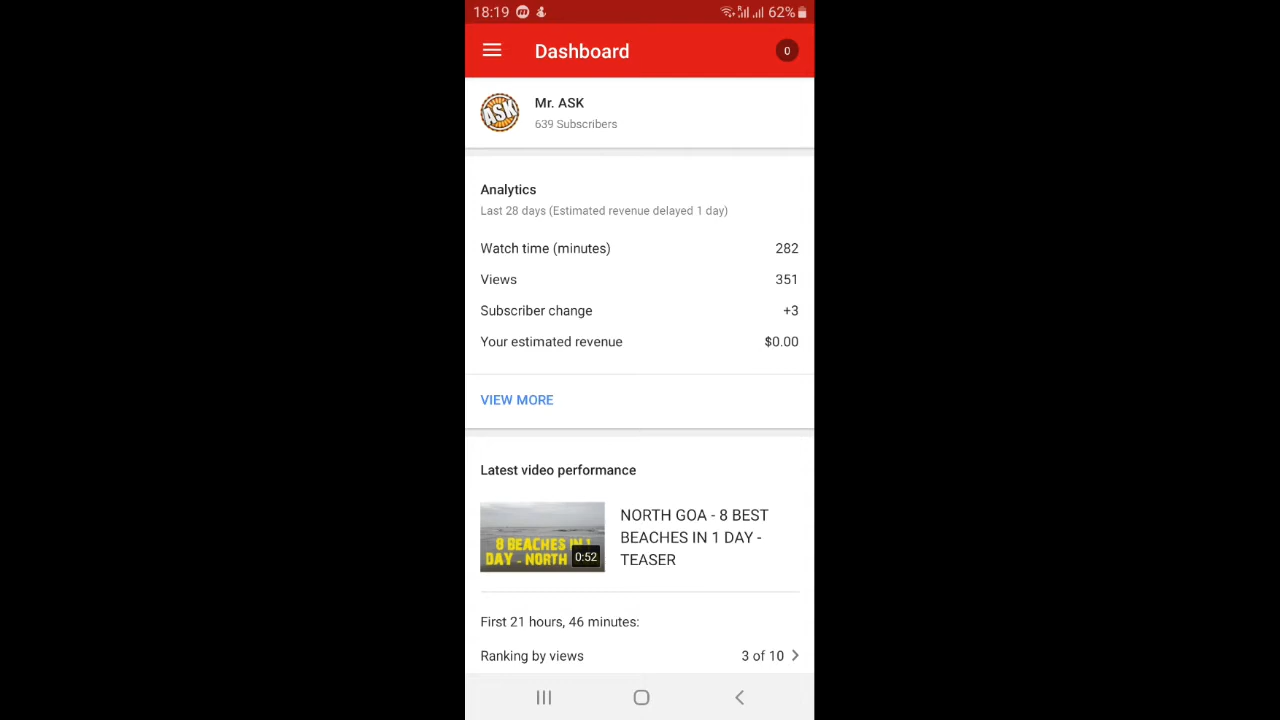 18:19 62%
Dashboard 0
ASK
Mr. ASK
639 Subscribers
Analytics
Last 28 days (Estimated revenue delayed 1 day)
Watch time (minutes) 282
Views 351
Subscriber change +3
Your estimated revenue $0.00
VIEW MORE
Latest video performance
8 BEACHES IN 1
DAY - NORTH 0:52
NORTH GOA - 8 BEST
BEACHES IN 1 DAY -
TEASER
First 21 hours, 46 minutes:
Ranking by views 3 of 10